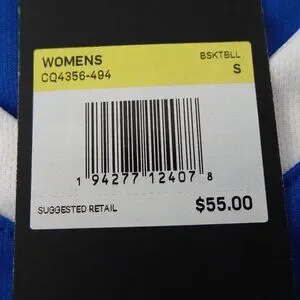 WOMENS BSKTBLL
CQ4356-494 S
1 94277 12407 8
SUGGESTED RETAIL $55.00